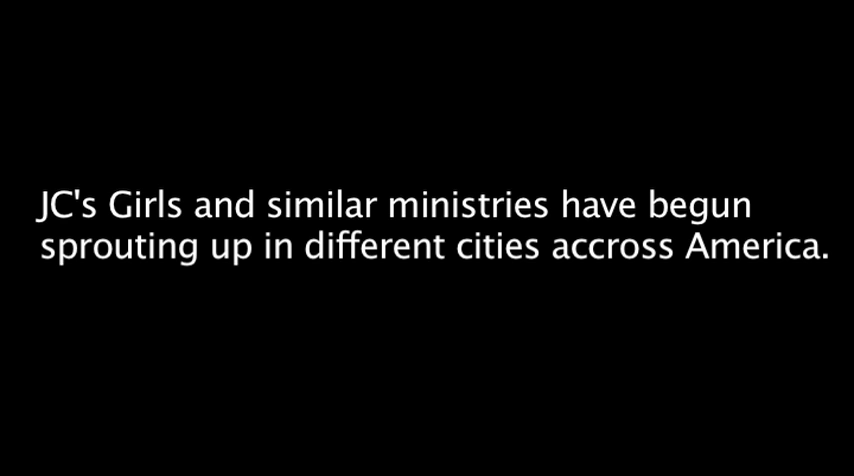 JC's Girls and similar ministries have begun
sprouting up in different cities accross America.